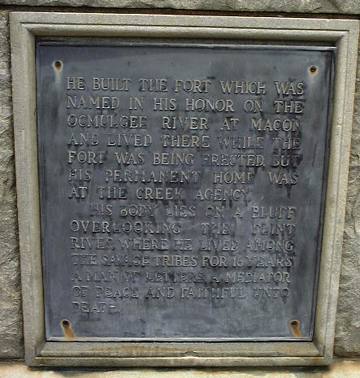 HE BUILT THE FORT WHICH WAS
NAMED IN HIS HONOR ON THE
OCMULGEE RIVER AT MACON
AND LIVED THERE WHILE THE
FORT WAS BEING ERECTED BUT
HIS PERMANENT HOME WAS
AT THE CREEK AGENCY
HIS BODY LIES ON A BLUFF
OVERLOOKING THE FLINT
RIVER WHERE HE LIVED AMONG
THE SAVAGE TRIBES FOR 16 YEARS
A MAN OF LETTERS A MEDIATOR
OF PEACE AND FAITHFUL UNTO
DEATH.